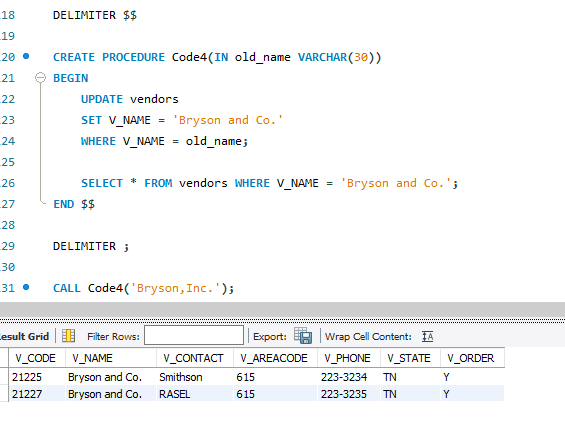 18 DELIMITER $$
19
20 CREATE PROCEDURE Code4(IN old_name VARCHAR(30))
21 BEGIN
22 UPDATE vendors
23 SET V_NAME = 'Bryson and Co.'
24 WHERE V_NAME = old_name;
25
26 SELECT * FROM vendors WHERE V_NAME = 'Bryson and Co.';
27 END $$
28
29 DELIMITER ;
30
31 CALL Code4('Bryson,Inc.');
esult Grid Filter Rows: Export: Wrap Cell Content: IA
V_CODE V_NAME V_CONTACT V_AREACODE V_PHONE V_STATE V_ORDER
21225 Bryson and Co. Smithson 615 223-3234 TN Y
21227 Bryson and Co. RASEL 615 223-3235 TN Y